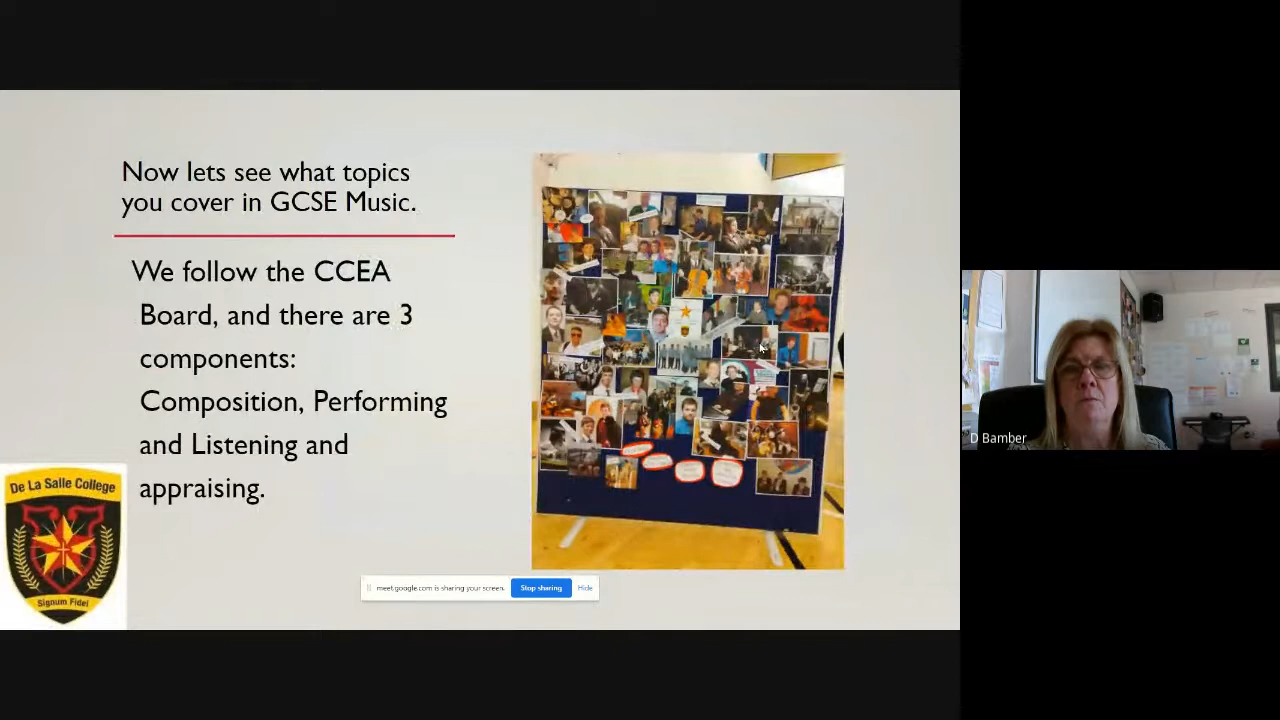 Now lets see what topics
you cover in GCSE Music.
We follow the CCEA
Board, and there are 3
components:
Composition, Performing
and Listening and
appraising.
De La Salle College
Signum Fidei
meet.google.com is sharing your screen.
Stop sharing
Hide
D Bamber